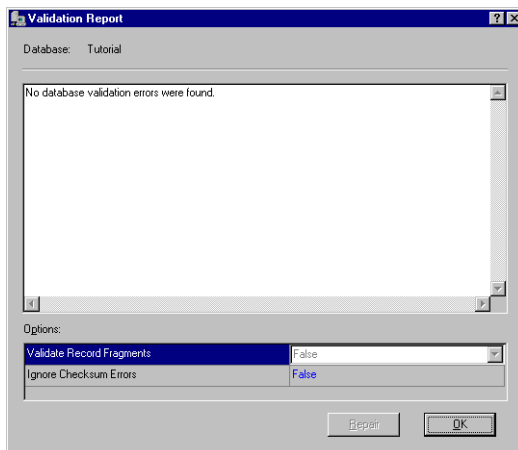 Validation Report
Database: Tutorial
No database validation errors were found.
Options:
Validate Record Fragments False
Ignore Checksum Errors False
Repair OK